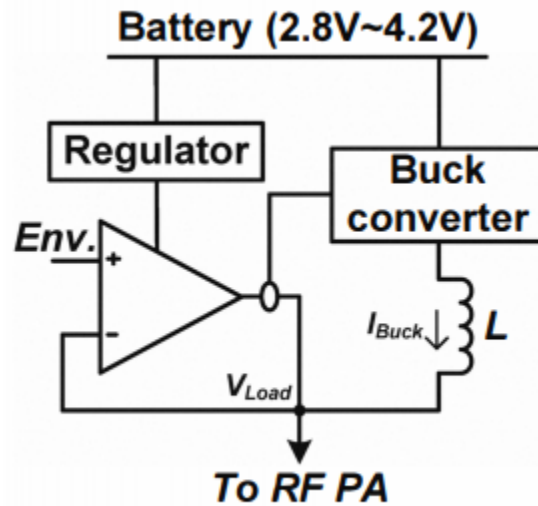 Battery (2.8V~4.2V)
Regulator
Buck
converter
Env.
+
-
I_Buck
L
V_Load
To RF PA